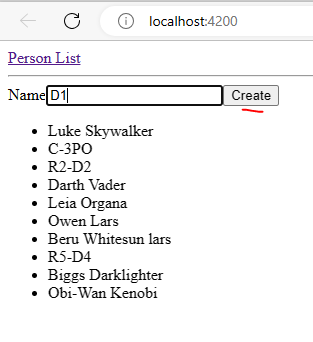 localhost:4200
Person List
Name D1 Create
Luke Skywalker
C-3PO
R2-D2
Darth Vader
Leia Organa
Owen Lars
Beru Whitesun lars
R5-D4
Biggs Darklighter
Obi-Wan Kenobi